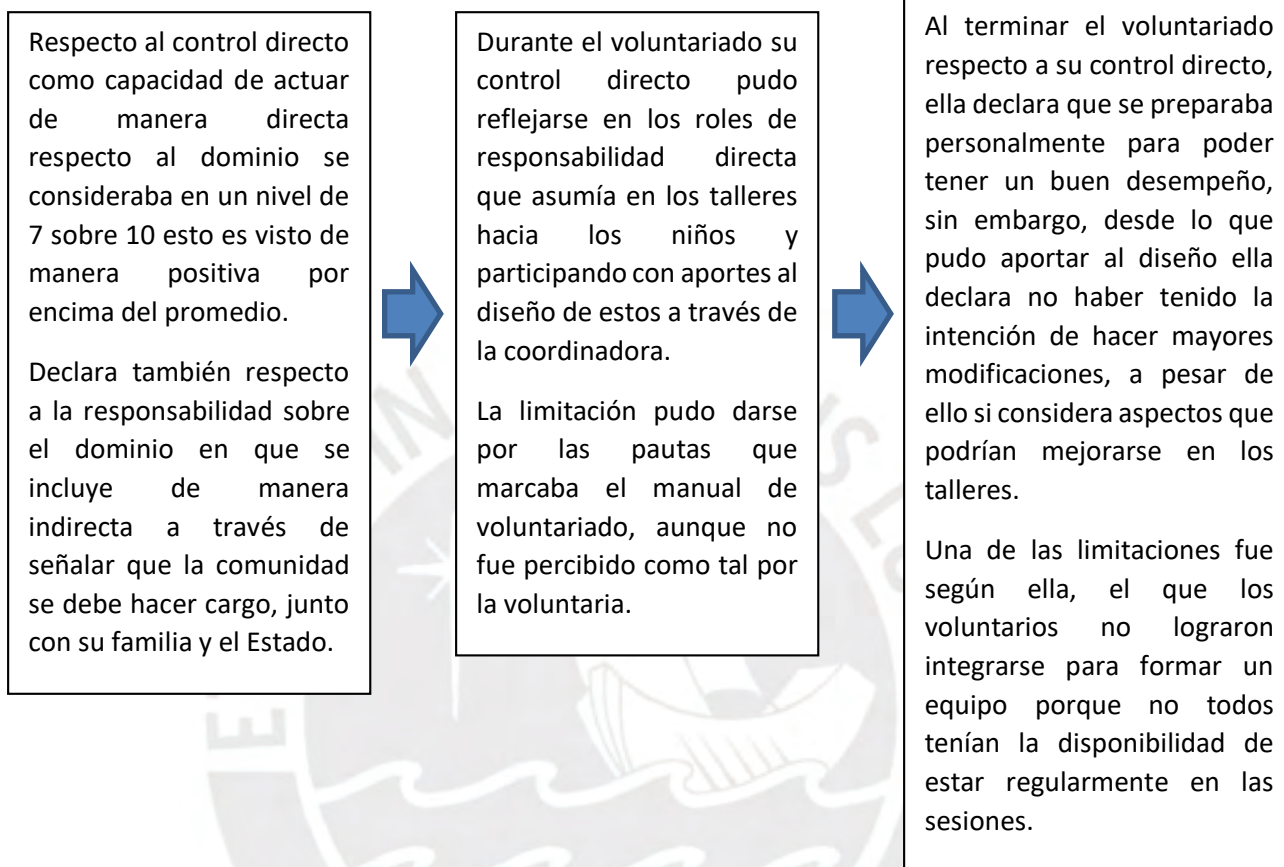 Respecto al control directo
como capacidad de actuar
de manera directa
respecto al dominio se
consideraba en un nivel de
7 sobre 10 esto es visto de
manera positiva por
encima del promedio.
Declara también respecto
a la responsabilidad sobre
el dominio en que se
incluye de manera
indirecta a través de
señalar que la comunidad
se debe hacer cargo, junto
con su familia y el Estado.
Durante el voluntariado su
control directo pudo
reflejarse en los roles de
responsabilidad directa
que asumía en los talleres
hacia los niños y
participando con aportes al
diseño de estos a través de
la coordinadora.
La limitación pudo darse
por las pautas que
marcaba el manual de
voluntariado, aunque no
fue percibido como tal por
la voluntaria.
Al terminar el voluntariado
respecto a su control directo,
ella declara que se preparaba
personalmente para poder
tener un buen desempeño,
sin embargo, desde lo que
pudo aportar al diseño ella
declara no haber tenido la
intención de hacer mayores
modificaciones, a pesar de
ello si considera aspectos que
podrían mejorarse en los
talleres.
Una de las limitaciones fue
según ella, el que los
voluntarios no lograron
integrarse para formar un
equipo porque no todos
tenían la disponibilidad de
estar regularmente en las
sesiones.